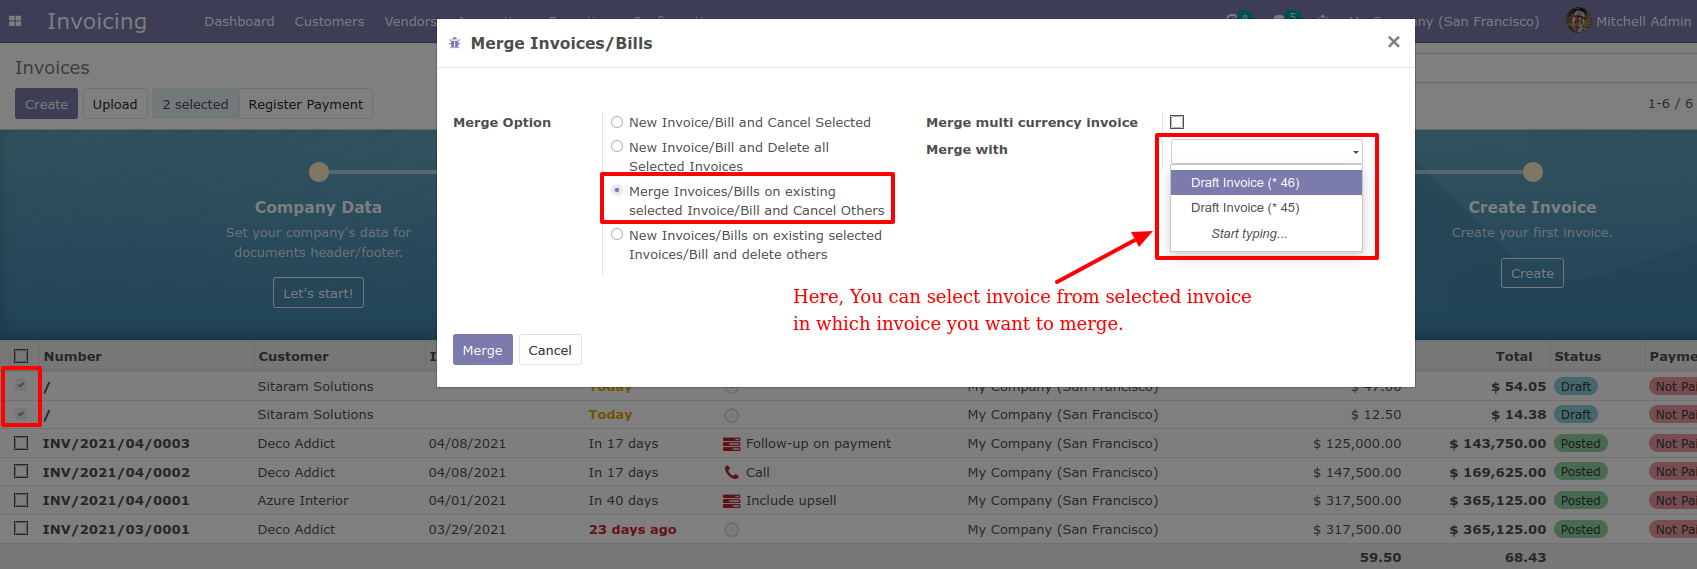 Invoicing Dashboard Customers Vendors 8 5 (San Francisco) Mitchell Admin
Merge Invoices/Bills
Invoices
Create Upload 2 selected Register Payment
1-6 / 6
Merge Option
New Invoice/Bill and Cancel Selected
New Invoice/Bill and Delete all
Selected Invoices
Merge Invoices/Bills on existing
selected Invoice/Bill and Cancel Others
New Invoices/Bills on existing selected
Invoices/Bill and delete others
Merge multi currency invoice
Merge with
Draft Invoice (* 46)
Draft Invoice (* 45)
Start typing...
Company Data
Set your company's data for
documents header/footer.
Let's start!
Create Invoice
Create your first invoice.
Create
Here, You can select invoice from selected invoice
in which invoice you want to merge.
Merge Cancel
Number Customer Total Status
/ Sitaram Solutions Today My Company (San Francisco) $ 47.00 $ 54.05 Draft Not Pai
/ Sitaram Solutions Today My Company (San Francisco) $ 12.50 $ 14.38 Draft Not Pai
INV/2021/04/0003 Deco Addict 04/08/2021 In 17 days Follow-up on payment My Company (San Francisco) $ 125,000.00 $ 143,750.00 Posted Not Pai
INV/2021/04/0002 Deco Addict 04/08/2021 In 17 days Call My Company (San Francisco) $ 147,500.00 $ 169,625.00 Posted Not Pai
INV/2021/04/0001 Azure Interior 04/01/2021 In 40 days Include upsell My Company (San Francisco) $ 317,500.00 $ 365,125.00 Posted Not Pai
INV/2021/03/0001 Deco Addict 03/29/2021 23 days ago My Company (San Francisco) $ 317,500.00 $ 365,125.00 Posted Not Pai
59.50 68.43